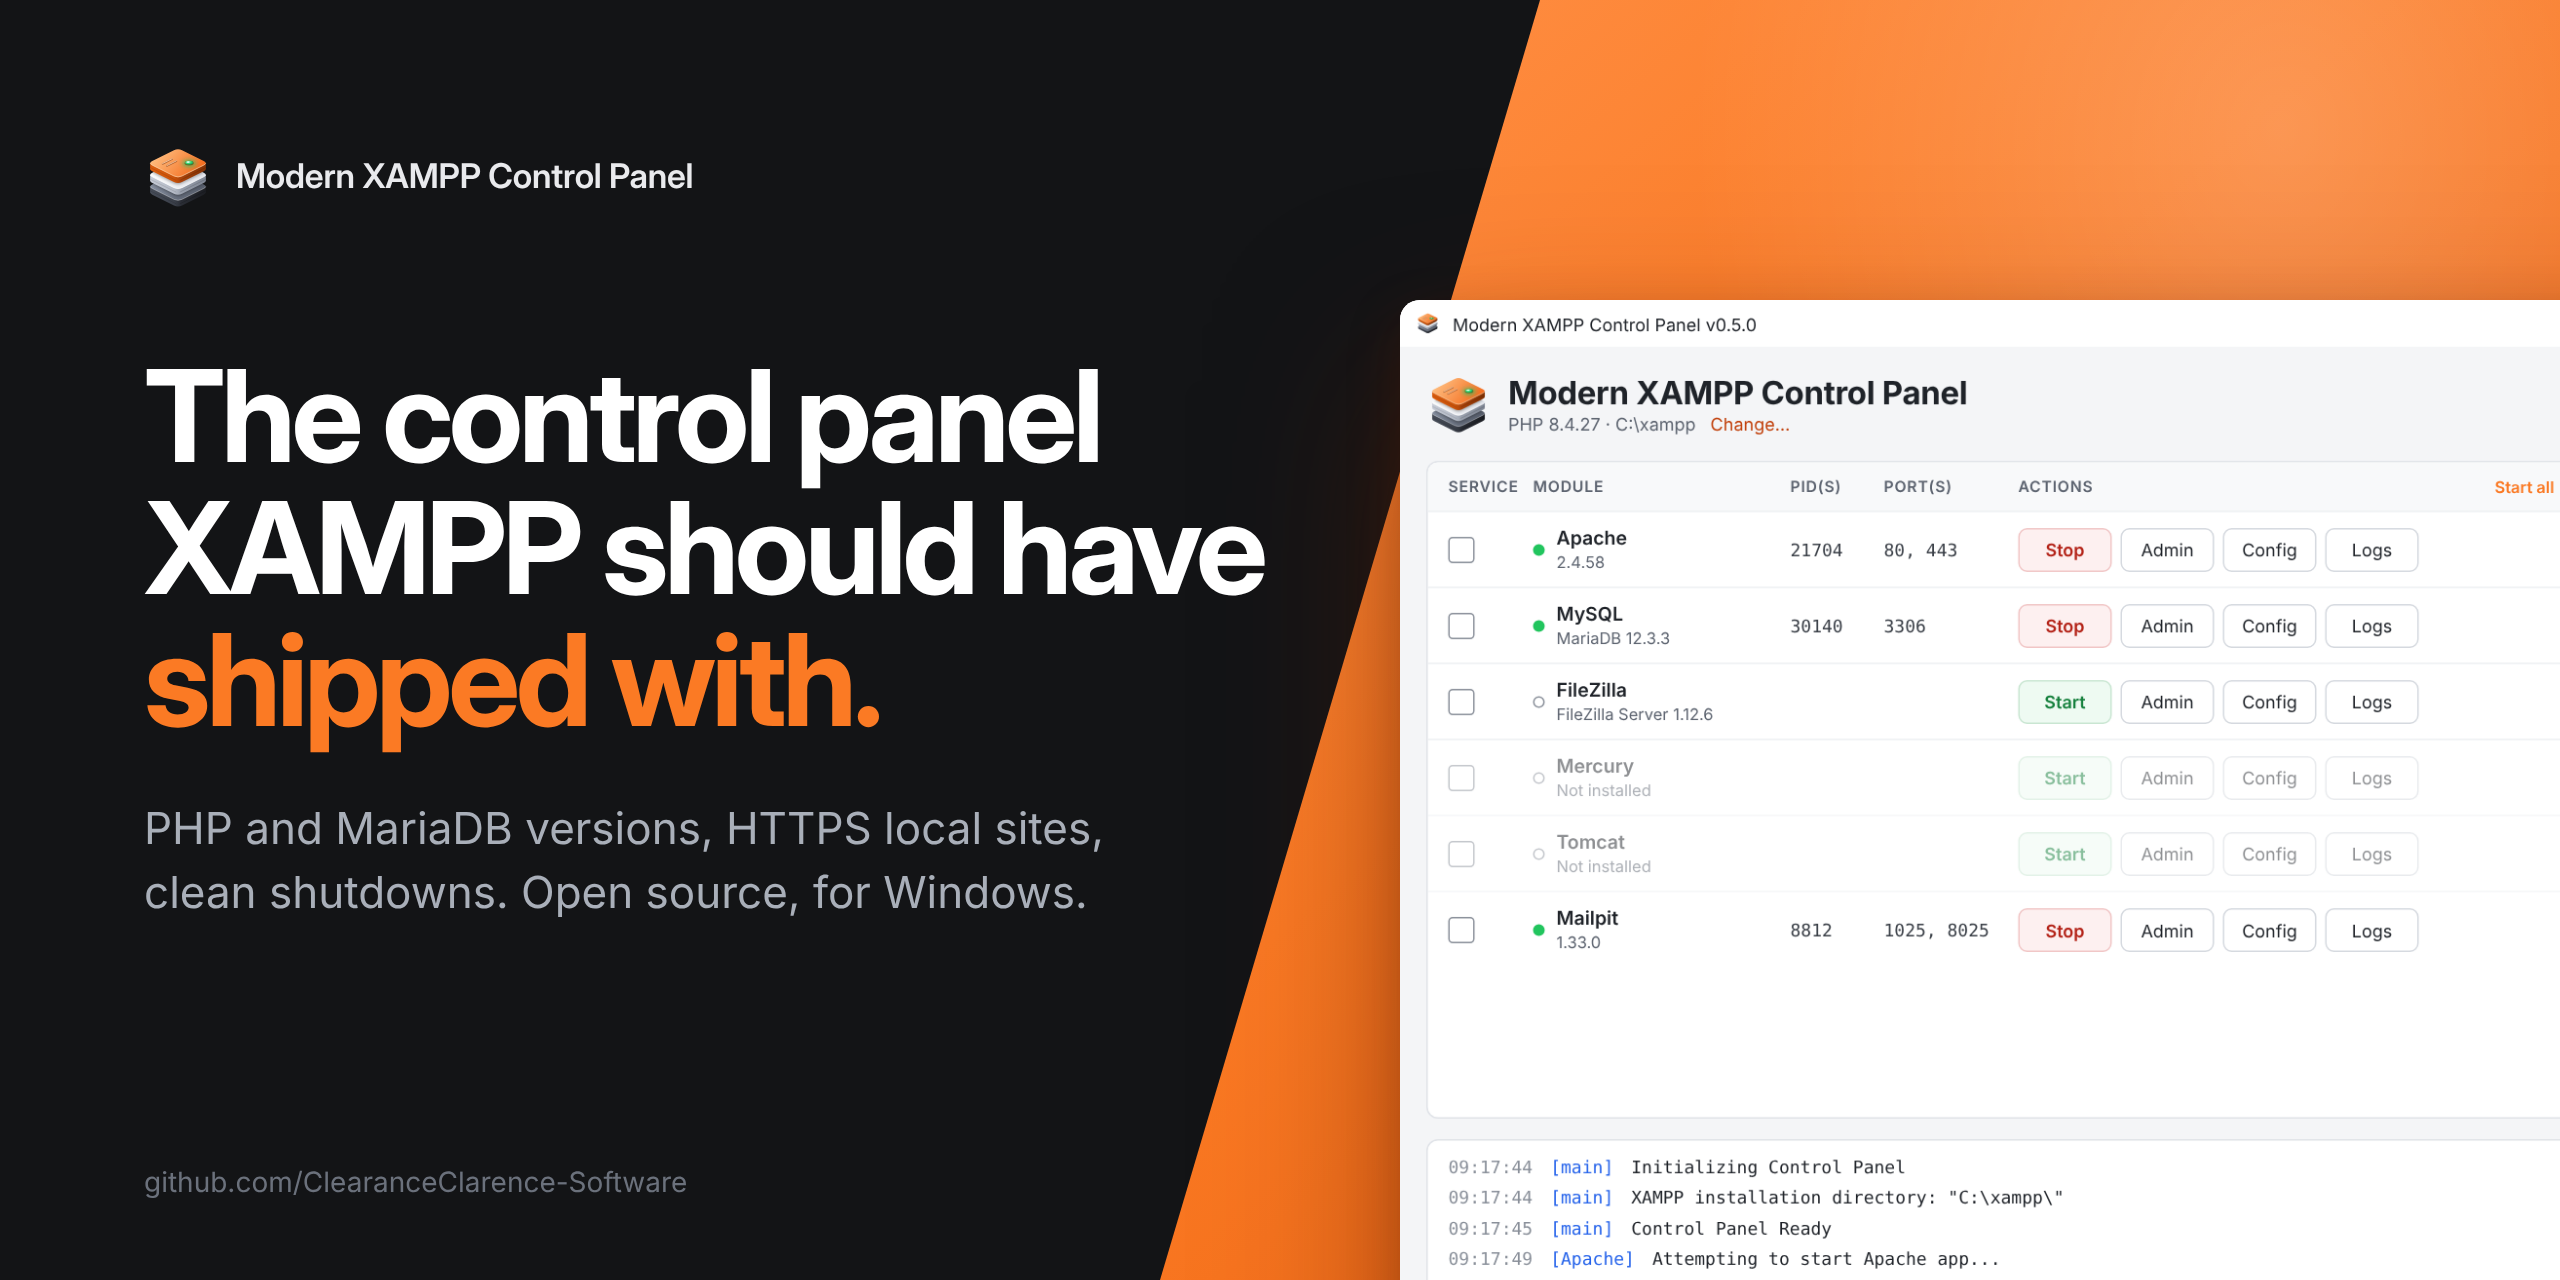 Modern XAMPP Control Panel
The control panel
XAMPP should have
shipped with.
PHP and MariaDB versions, HTTPS local sites,
clean shutdowns. Open source, for Windows.
github.com/ClearanceClarence-Software
Modern XAMPP Control Panel v0.5.0
Modern XAMPP Control Panel
PHP 8.4.27 · C:\xampp Change...
SERVICE MODULE PID(S) PORT(S) ACTIONS Start all
Apache
2.4.58
21704 80, 443 Stop Admin Config Logs
MySQL
MariaDB 12.3.3
30140 3306 Stop Admin Config Logs
FileZilla
FileZilla Server 1.12.6
Start Admin Config Logs
Mercury
Not installed
Start Admin Config Logs
Tomcat
Not installed
Start Admin Config Logs
Mailpit
1.33.0
8812 1025, 8025 Stop Admin Config Logs
09:17:44 [main] Initializing Control Panel
09:17:44 [main] XAMPP installation directory: "C:\xampp\"
09:17:45 [main] Control Panel Ready
09:17:49 [Apache] Attempting to start Apache app...